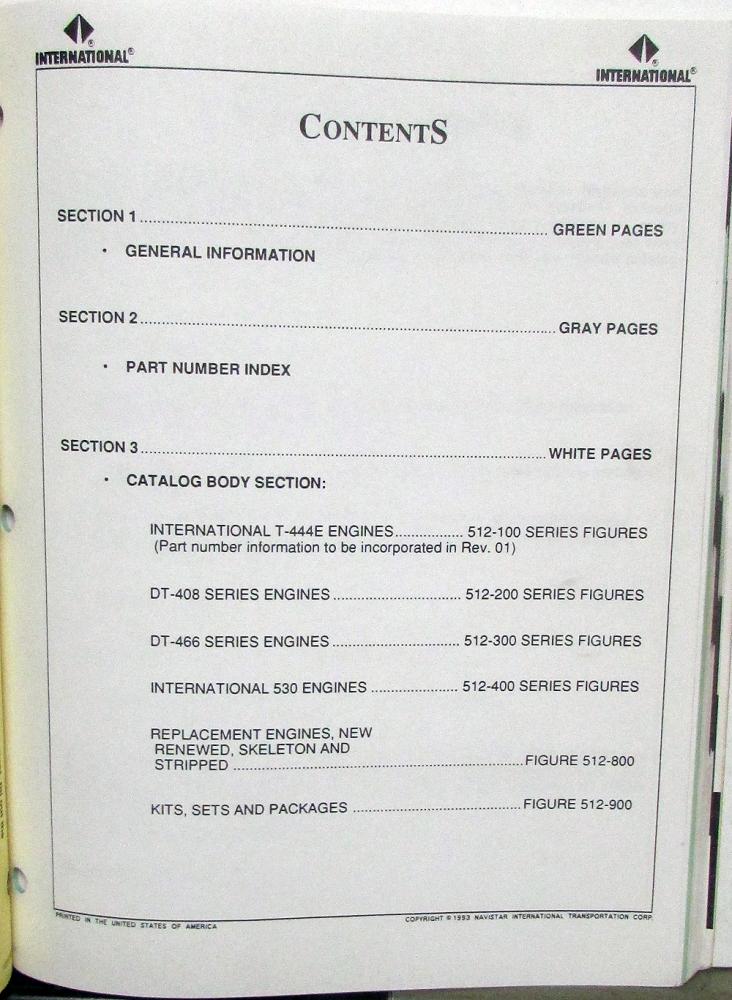 INTERNATIONAL®
INTERNATIONAL®
CONTENTS
SECTION 1 ........................................ GREEN PAGES
• GENERAL INFORMATION
SECTION 2 ........................................ GRAY PAGES
• PART NUMBER INDEX
SECTION 3 ........................................ WHITE PAGES
• CATALOG BODY SECTION:
INTERNATIONAL T-444E ENGINES................. 512-100 SERIES FIGURES
(Part number information to be incorporated in Rev. 01)
DT-408 SERIES ENGINES ................................ 512-200 SERIES FIGURES
DT-466 SERIES ENGINES ................................ 512-300 SERIES FIGURES
INTERNATIONAL 530 ENGINES ...................... 512-400 SERIES FIGURES
REPLACEMENT ENGINES, NEW
RENEWED, SKELETON AND
STRIPPED ........................................ FIGURE 512-800
KITS, SETS AND PACKAGES ........................................ FIGURE 512-900
PRINTED IN THE UNITED STATES OF AMERICA
COPYRIGHT © 1993 NAVISTAR INTERNATIONAL TRANSPORTATION CORP.